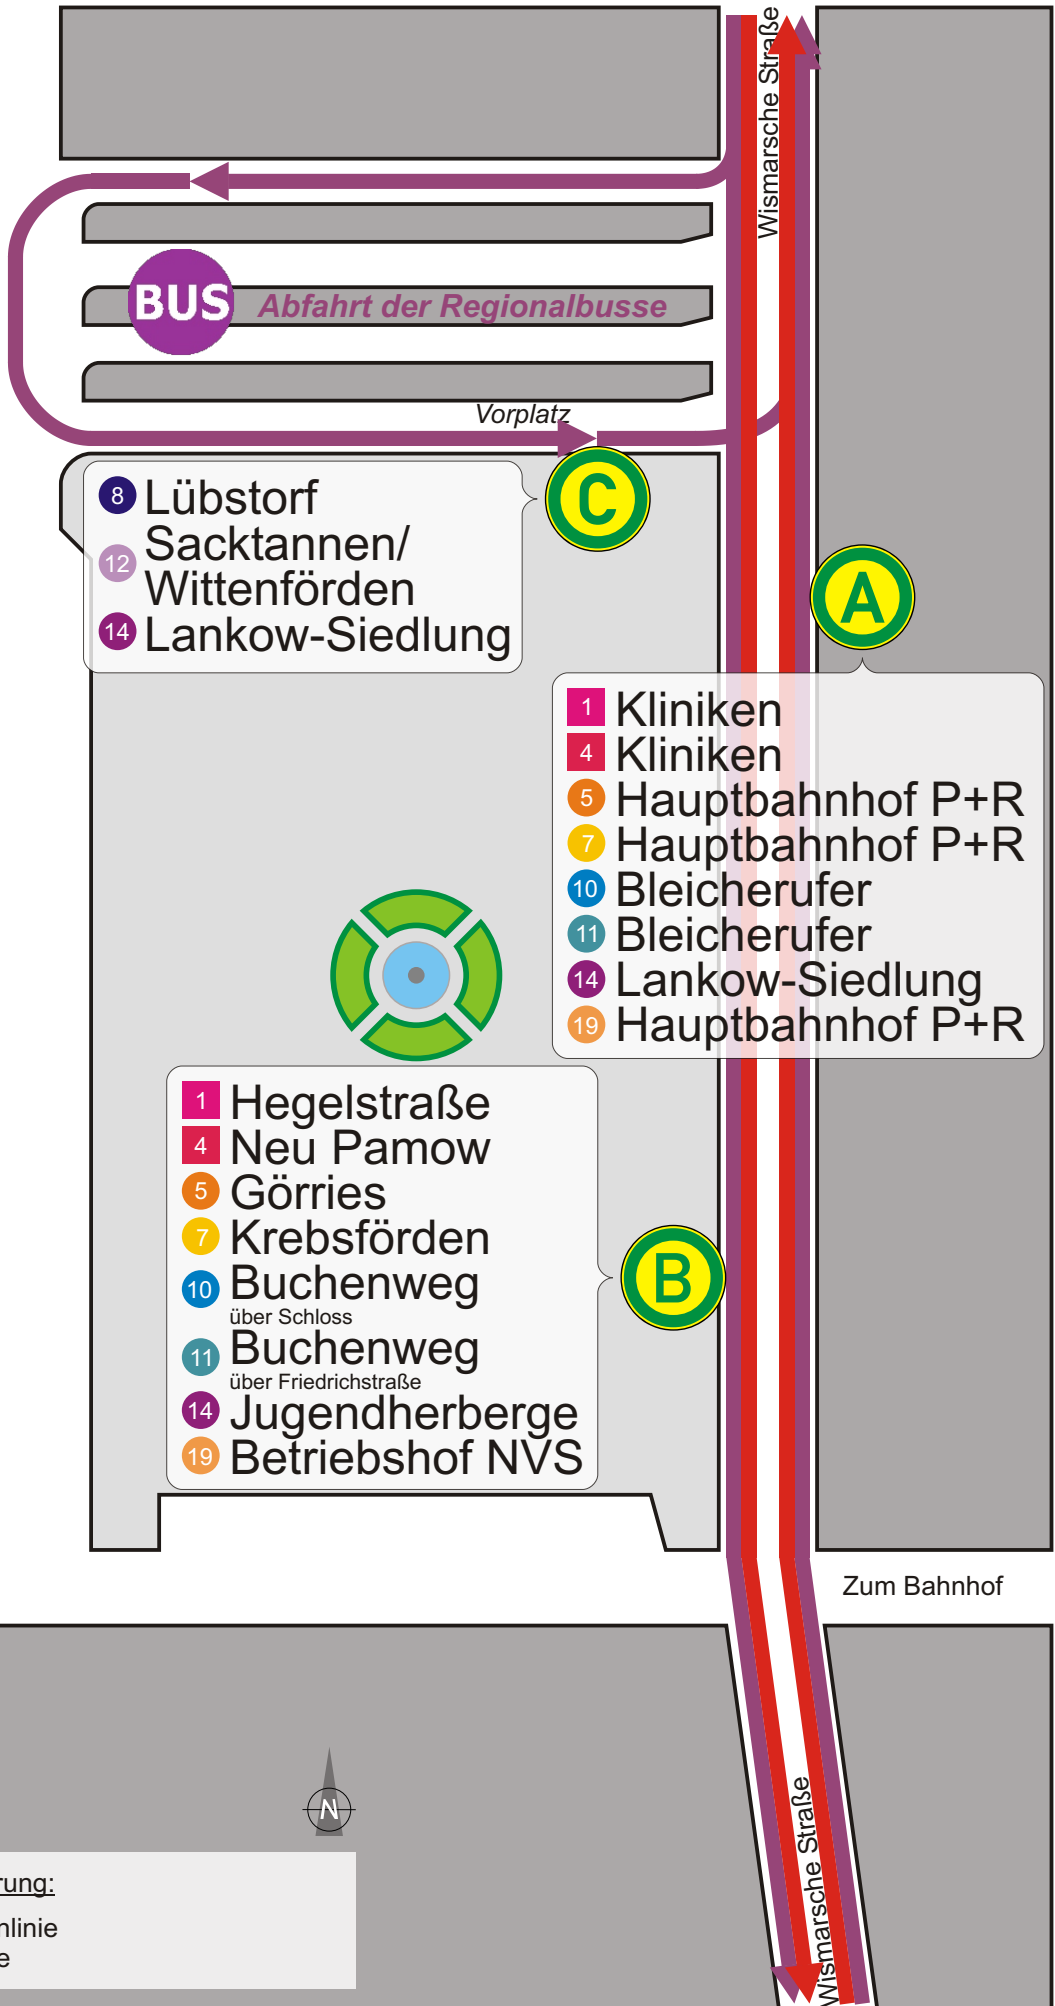 Wismarsche Straße
BUS
Abfahrt der Regionalbusse
Vorplatz
C
8 Lübstorf
12 Sacktannen/
Wittenförden
14 Lankow-Siedlung
A
1 Kliniken
4 Kliniken
5 Hauptbahnhof P+R
7 Hauptbahnhof P+R
10 Bleicherufer
11 Bleicherufer
14 Lankow-Siedlung
19 Hauptbahnhof P+R
1 Hegelstraße
4 Neu Pamow
5 Görries
7 Krebsförden
10 Buchenweg
über Schloss
11 Buchenweg
über Friedrichstraße
14 Jugendherberge
19 Betriebshof NVS
B
Zum Bahnhof
Wismarsche Straße
N
rung:
nlinie
e